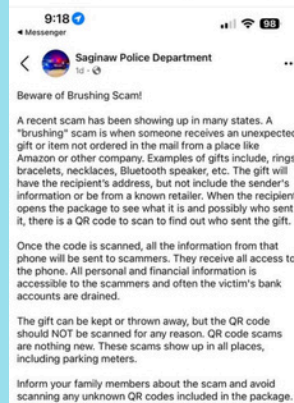 9:18
98
◄ Messenger
Saginaw Police Department
1d ·
Beware of Brushing Scam!
A recent scam has been showing up in many states. A
"brushing" scam is when someone receives an unexpected
gift or item not ordered in the mail from a place like
Amazon or other company. Examples of gifts include, rings,
bracelets, necklaces, Bluetooth speaker, etc. The gift will
have the recipient's address, but not include the sender's
information or be from a known retailer. When the recipient
opens the package to see what it is and possibly who sent
it, there is a QR code to scan to find out who sent the gift.
Once the code is scanned, all the information from that
phone will be sent to scammers. They receive all access to
the phone. All personal and financial information is
accessible to the scammers and often the victim's bank
accounts are drained.
The gift can be kept or thrown away, but the QR code
should NOT be scanned for any reason. QR code scams
are nothing new. These scams show up in all places,
including parking meters.
Inform your family members about the scam and avoid
scanning any unknown QR codes included in the package.